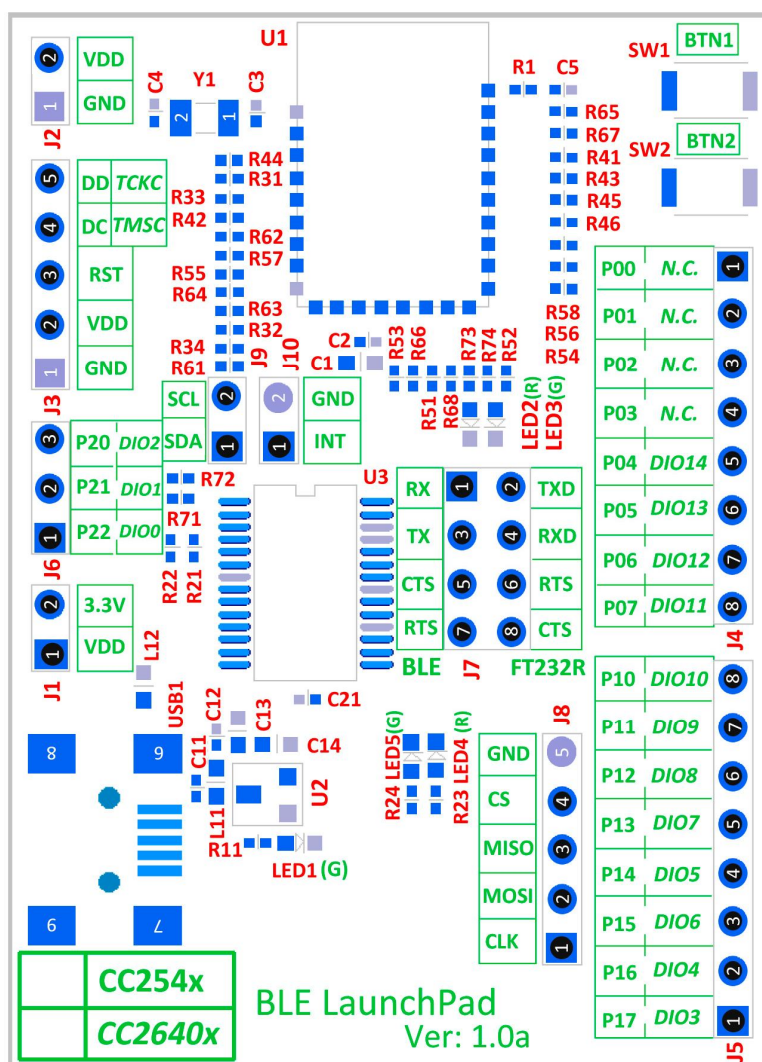 U1
SW1
BTN1
2
VDD
1
GND
J2
C4
Y1
C3
2
1
R1
C5
R65
R67
R41
R43
R45
R46
R58
R56
R54
SW2
BTN2
5
DD TCKC
4
DC TMSC
3
RST
2
VDD
1
GND
J3
R44
R31
R33
R42
R62
R57
R55
R64
R63
R32
R34
R61
C2
C1
R53
R66
R73
R74
R52
R51
R68
LED2(R)
LED3(G)
P00 N.C. 1
P01 N.C. 2
P02 N.C. 3
P03 N.C. 4
P04 DIO14 5
P05 DIO13 6
P06 DIO12 7
P07 DIO11 8
J4
J9
J10
SCL 2
SDA 1
2 GND
1 INT
3 P20 DIO2
2 P21 DIO1
1 P22 DIO0
J6
R72
R71
R22
R21
U3
RX 1 2 TXD
TX 3 4 RXD
CTS 5 6 RTS
RTS 7 8 CTS
BLE J7 FT232R
2 3.3V
1 VDD
J1
L12
USB1
C21
C12
C13
C14
C11
L11
U2
R11
LED1 (G)
8
6
9
7
LED5(G)
LED4 (R)
R24
R23
J8
GND 5
CS 4
MISO 3
MOSI 2
CLK 1
P10 DIO10 8
P11 DIO9 7
P12 DIO8 6
P13 DIO7 5
P14 DIO5 4
P15 DIO6 3
P16 DIO4 2
P17 DIO3 1
J5
CC254x
CC2640x
BLE LaunchPad
Ver: 1.0a